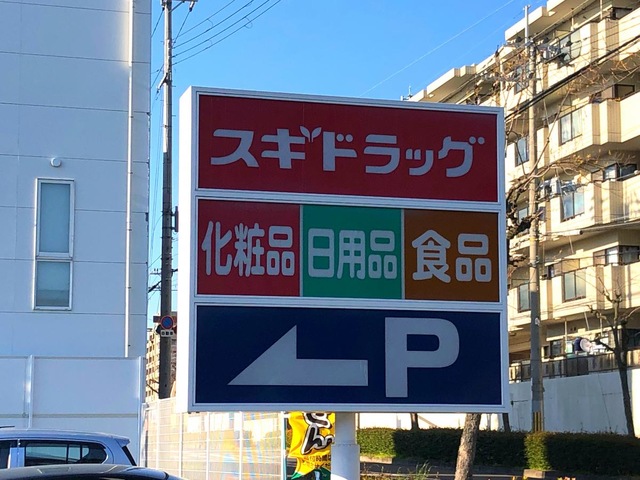 スギドラッグ
化粧品 日用品 食品
P